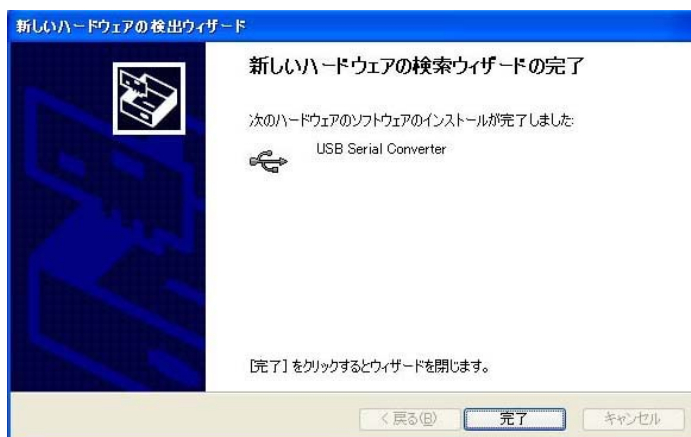 新しいハードウェアの検出ウィザード
新しいハードウェアの検索ウィザードの完了
次のハードウェアのソフトウェアのインストールが完了しました:
USB Serial Converter
[完了] をクリックするとウィザードを閉じます。
< 戻る(B)
完了
キャンセル